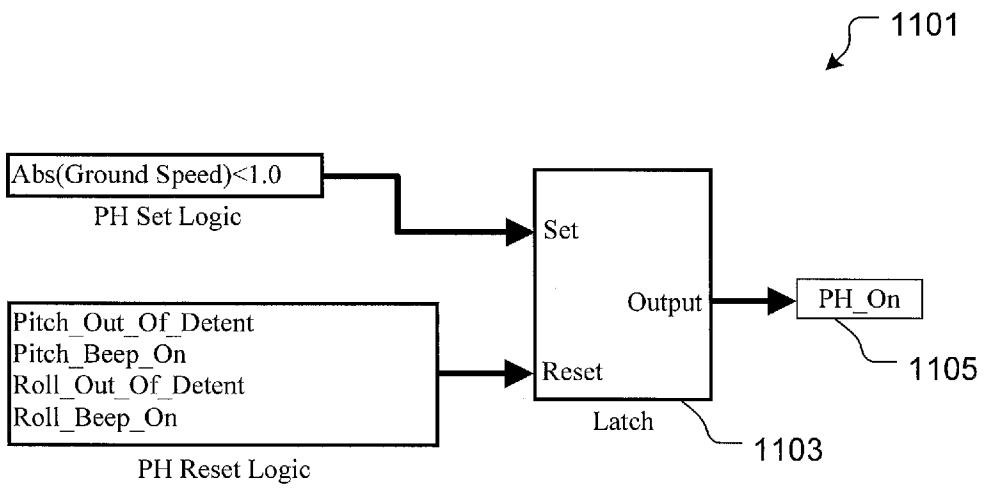 1101
Abs(Ground Speed)<1.0
PH Set Logic
Set
Output
PH_On
1105
Pitch_Out_Of_Detent
Pitch_Beep_On
Roll_Out_Of_Detent
Roll_Beep_On
Reset
Latch
1103
PH Reset Logic